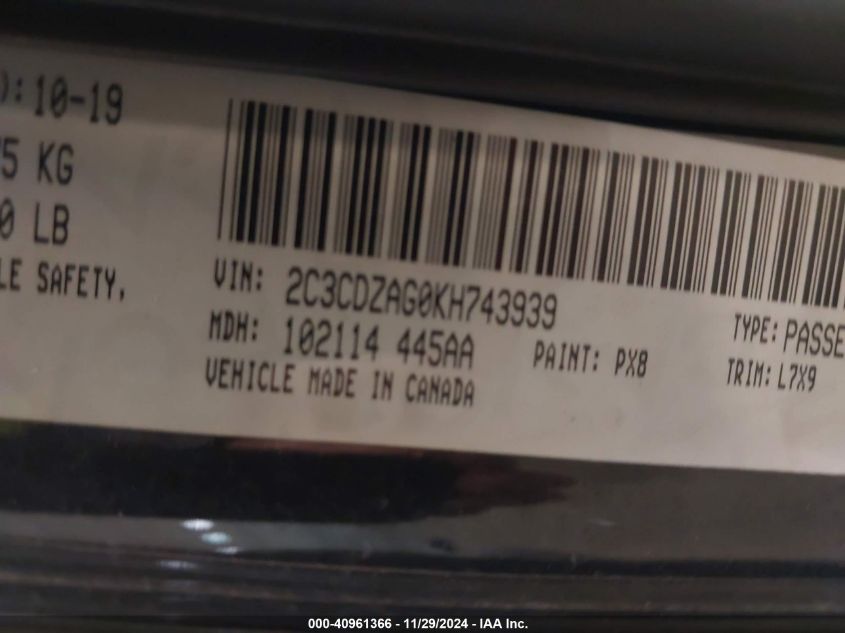 ): 10-19
5 KG
0 LB
LE SAFETY,
VIN: 2C3CDZAG0KH743939
MDH: 102114 445AA
PAINT: PX8
TYPE: PASSE
TRIM: L7X9
VEHICLE MADE IN CANADA
000-40961366 - 11/29/2024 - IAA Inc.